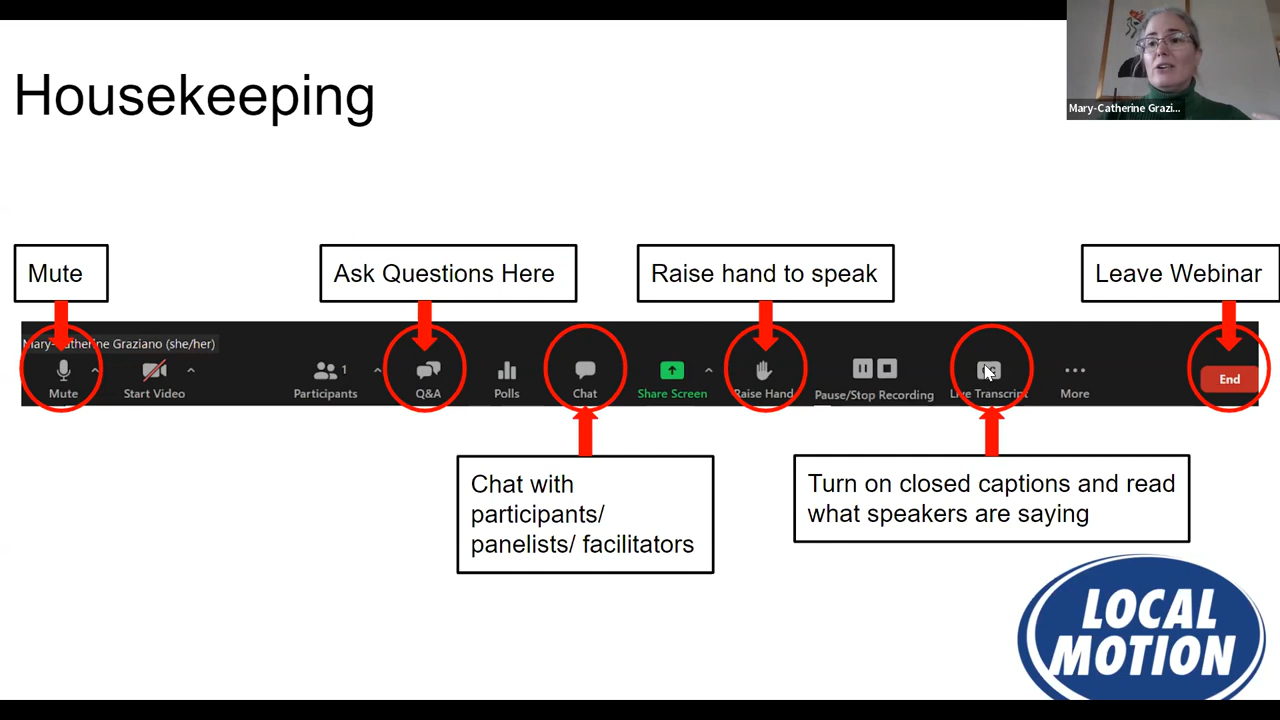 Mary-Catherine Grazi...
Housekeeping
Mute
Ask Questions Here
Raise hand to speak
Leave Webinar
Mary-Catherine Graziano (she/her)
1
Mute
Start Video
Participants
Q&A
Polls
Chat
Share Screen
Raise Hand
Pause/Stop Recording
Live Transcript
More
End
Chat with
participants/
panelists/ facilitators
Turn on closed captions and read
what speakers are saying
LOCAL
MOTION